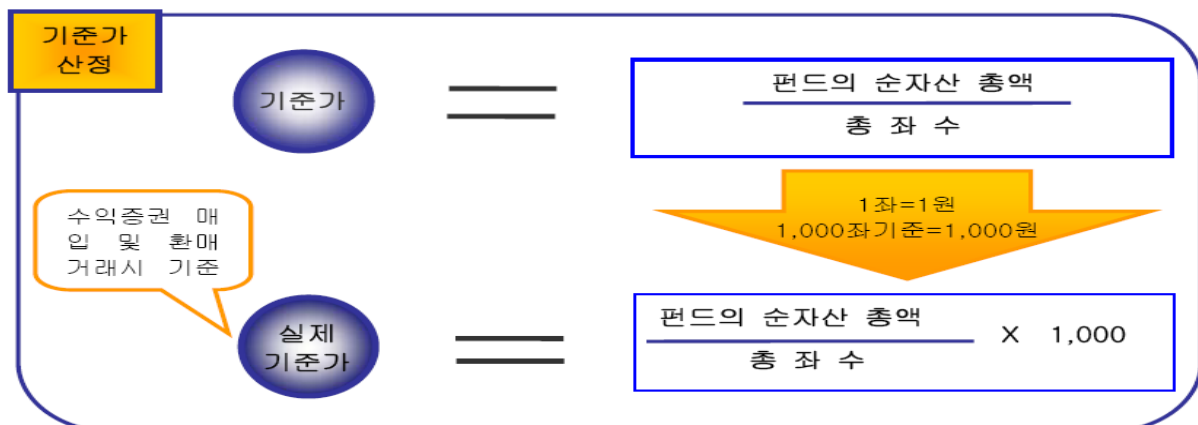 기준가
산정
기준가
펀드의 순자산 총액
총 좌 수
1좌=1원
1,000좌기준=1,000원
수익증권 매
입 및 환매
거래시 기준
실제
기준가
펀드의 순자산 총액
총 좌 수
X 1,000